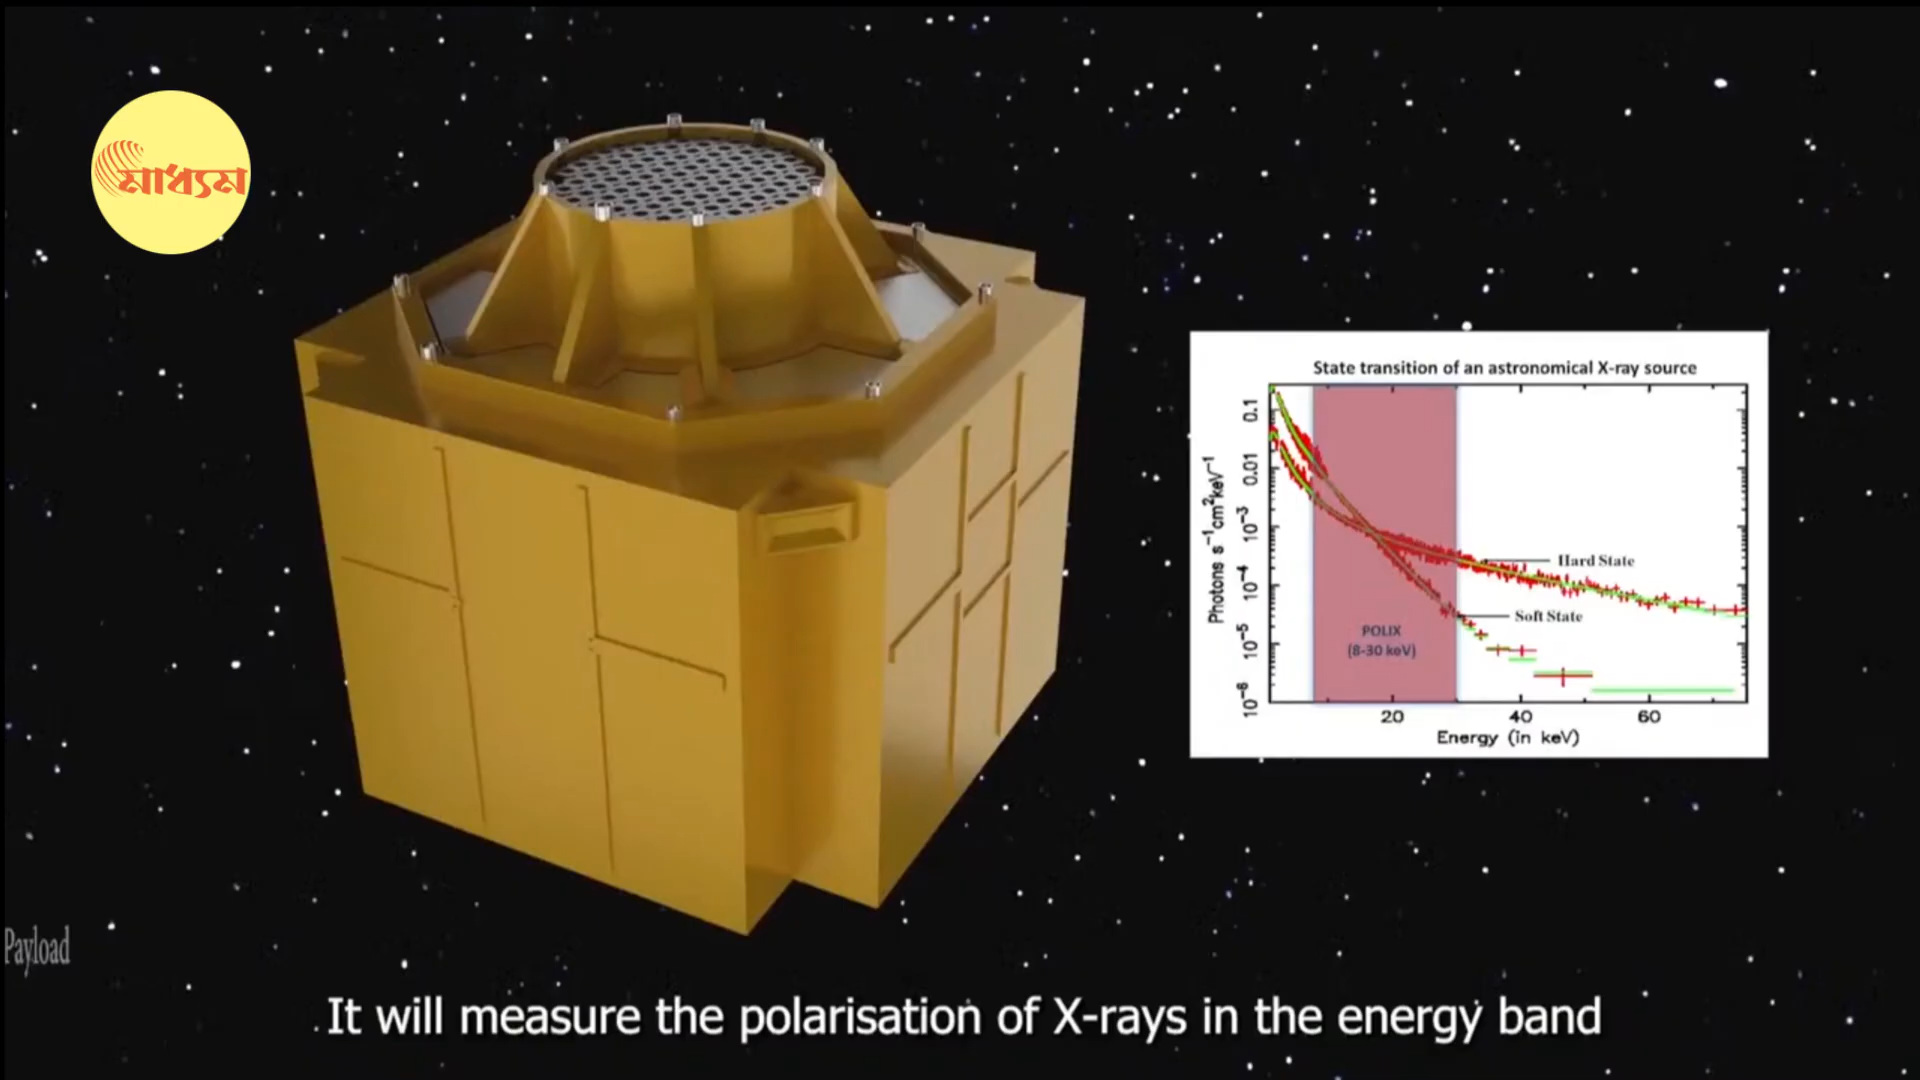 মাধ্যম
State transition of an astronomical X-ray source
Photons s⁻¹cm²keV⁻¹
0.1
0.01
10⁻³
10⁻⁴
10⁻⁵
10⁻⁶
Hard State
Soft State
POLIX
(8-30 keV)
20 40 60
Energy (in keV)
Payload
It will measure the polarisation of X-rays in the energy band